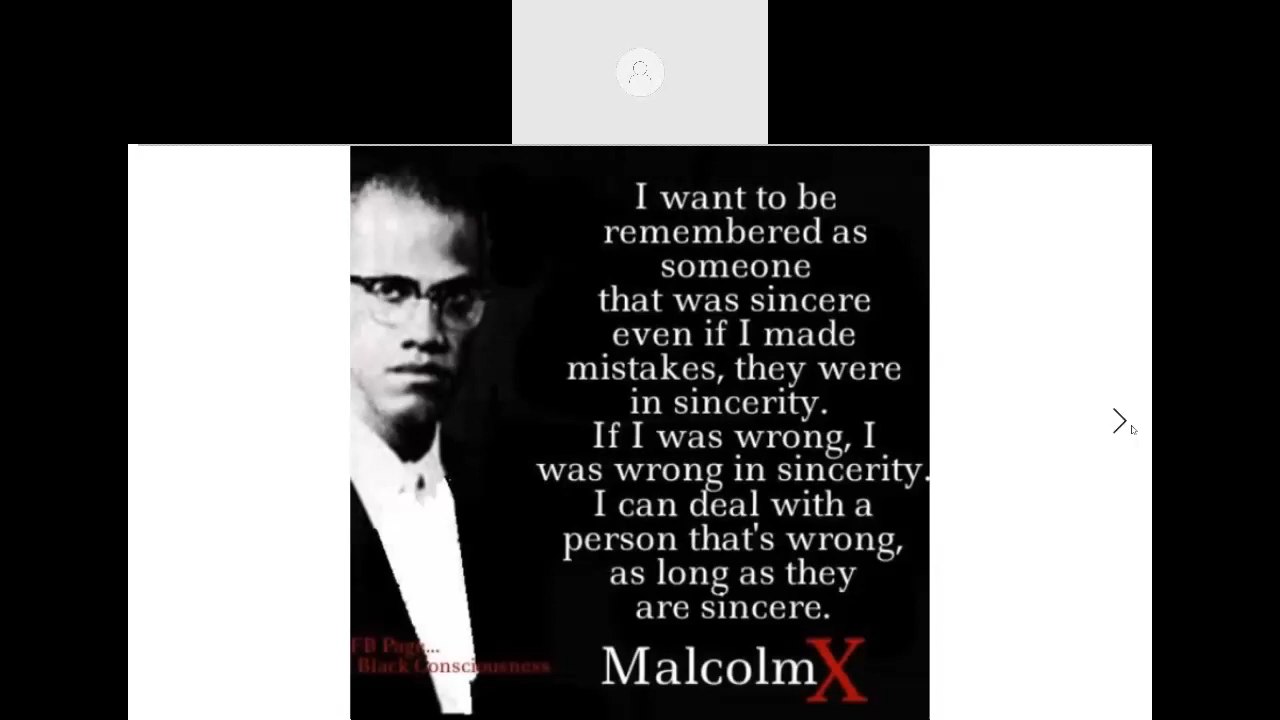 I want to be
remembered as
someone
that was sincere
even if I made
mistakes, they were
in sincerity.
If I was wrong, I
was wrong in sincerity.
I can deal with a
person that's wrong,
as long as they
are sincere.
MalcolmX
FB Page...
Black Consciousness